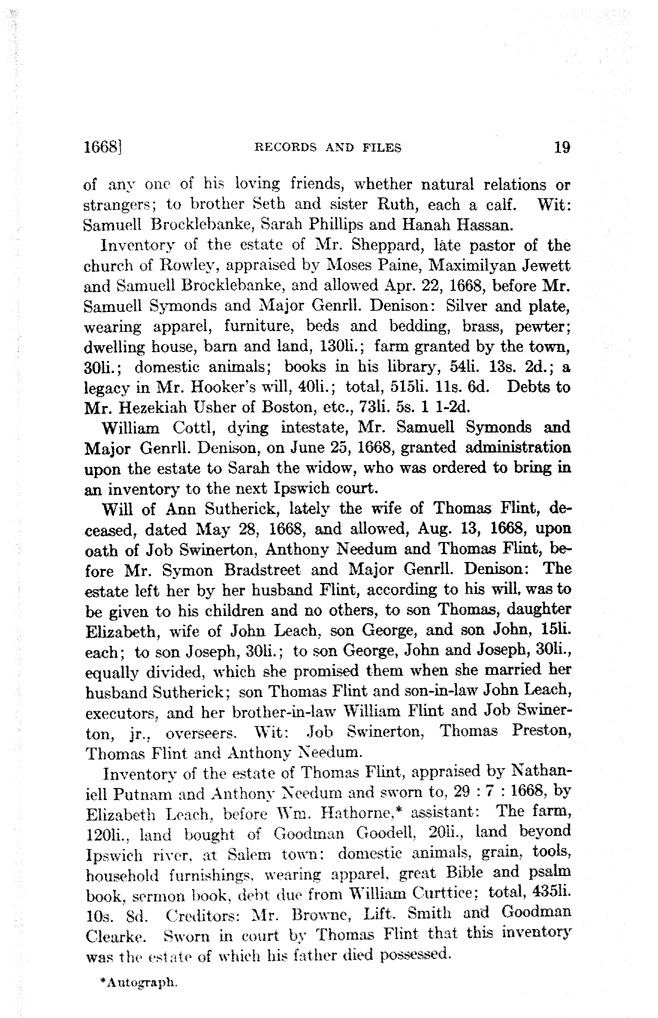 1668] RECORDS AND FILES 19
of any one of his loving friends, whether natural relations or
strangers; to brother Seth and sister Ruth, each a calf. Wit:
Samuell Brocklebanke, Sarah Phillips and Hanah Hassan.
Inventory of the estate of Mr. Sheppard, late pastor of the
church of Rowley, appraised by Moses Paine, Maximilyan Jewett
and Samuell Brocklebanke, and allowed Apr. 22, 1668, before Mr.
Samuell Symonds and Major Genrll. Denison: Silver and plate,
wearing apparel, furniture, beds and bedding, brass, pewter;
dwelling house, barn and land, 130li.; farm granted by the town,
30li.; domestic animals; books in his library, 54li. 13s. 2d.; a
legacy in Mr. Hooker's will, 40li.; total, 515li. 11s. 6d. Debts to
Mr. Hezekiah Usher of Boston, etc., 73li. 5s. 1 1-2d.
William Cottl, dying intestate, Mr. Samuell Symonds and
Major Genrll. Denison, on June 25, 1668, granted administration
upon the estate to Sarah the widow, who was ordered to bring in
an inventory to the next Ipswich court.
Will of Ann Sutherick, lately the wife of Thomas Flint, de-
ceased, dated May 28, 1668, and allowed, Aug. 13, 1668, upon
oath of Job Swinerton, Anthony Needum and Thomas Flint, be-
fore Mr. Symon Bradstreet and Major Genrll. Denison: The
estate left her by her husband Flint, according to his will, was to
be given to his children and no others, to son Thomas, daughter
Elizabeth, wife of John Leach, son George, and son John, 15li.
each; to son Joseph, 30li.; to son George, John and Joseph, 30li.,
equally divided, which she promised them when she married her
husband Sutherick; son Thomas Flint and son-in-law John Leach,
executors, and her brother-in-law William Flint and Job Swiner-
ton, jr., overseers. Wit: Job Swinerton, Thomas Preston,
Thomas Flint and Anthony Needum.
Inventory of the estate of Thomas Flint, appraised by Nathan-
iell Putnam and Anthony Needum and sworn to, 29 : 7 : 1668, by
Elizabeth Leach, before Wm. Hathorne,* assistant: The farm,
120li., land bought of Goodman Goodell, 20li., land beyond
Ipswich river, at Salem town; domestic animals, grain, tools,
household furnishings, wearing apparel, great Bible and psalm
book, sermon book, debt due from William Curttice; total, 435li.
10s. 8d. Creditors: Mr. Browne, Lift. Smith and Goodman
Clearke. Sworn in court by Thomas Flint that this inventory
was the estate of which his father died possessed.
*Autograph.